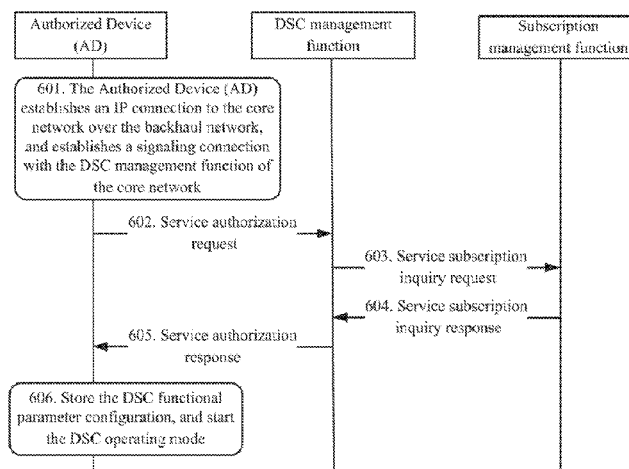 Authorized Device
(AD)
DSC management
function
Subscription
management function
601. The Authorized Device (AD)
establishes an IP connection to the core
network over the backhaul network,
and establishes a signaling connection
with the DSC management function of
the core network
602. Service authorization
request
603. Service subscription
inquiry request
604. Service subscription
inquiry response
605. Service authorization
response
606. Store the DSC functional
parameter configuration, and start
the DSC operating mode